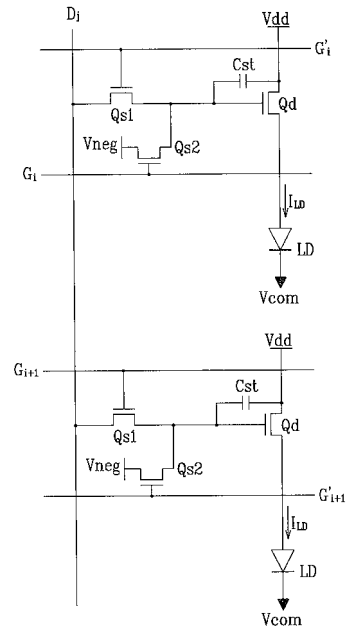 Dj
Vdd
G'i
Cst
Qs1
Qd
Vneg
Qs2
Gi
ILD
LD
Vcom
Vdd
Gi+1
Cst
Qs1
Qd
Vneg
Qs2
G'i+1
ILD
LD
Vcom